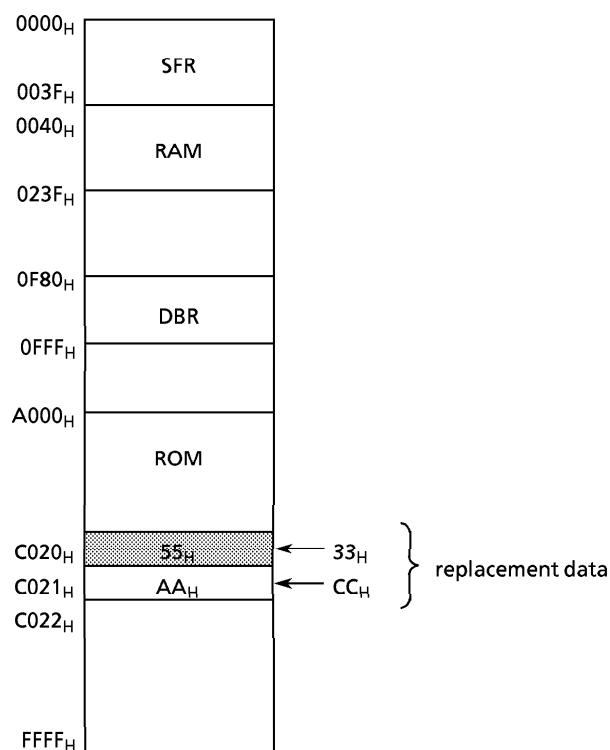 0000H
SFR
003FH
0040H
RAM
023FH
0F80H
DBR
0FFFH
A000H
ROM
C020H 55H 33H
replacement data
C021H AAH CCH
C022H
FFFFH